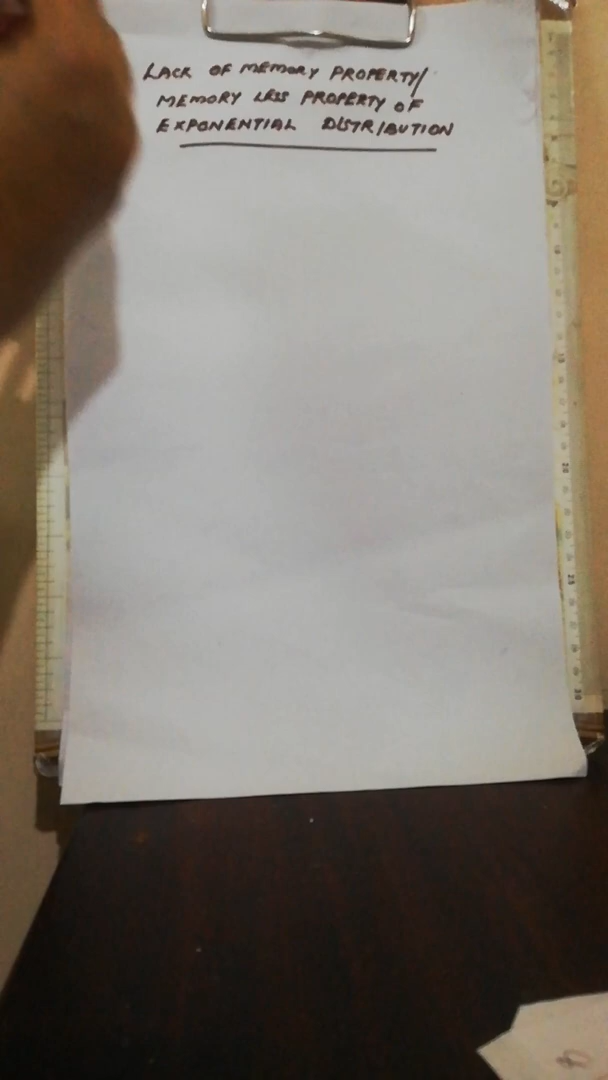 LACK OF MEMORY PROPERTY/
MEMORY LESS PROPERTY OF
EXPONENTIAL DISTRIBUTION